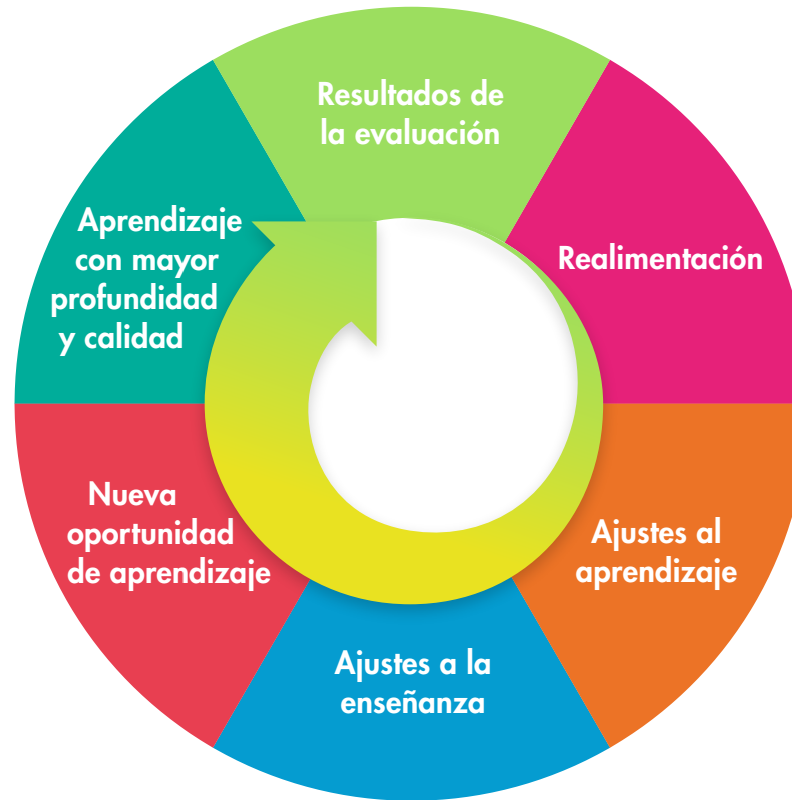 Resultados de
la evaluación
Realimentación
Ajustes al
aprendizaje
Ajustes a la
enseñanza
Nueva
oportunidad
de aprendizaje
Aprendizaje
con mayor
profundidad
y calidad